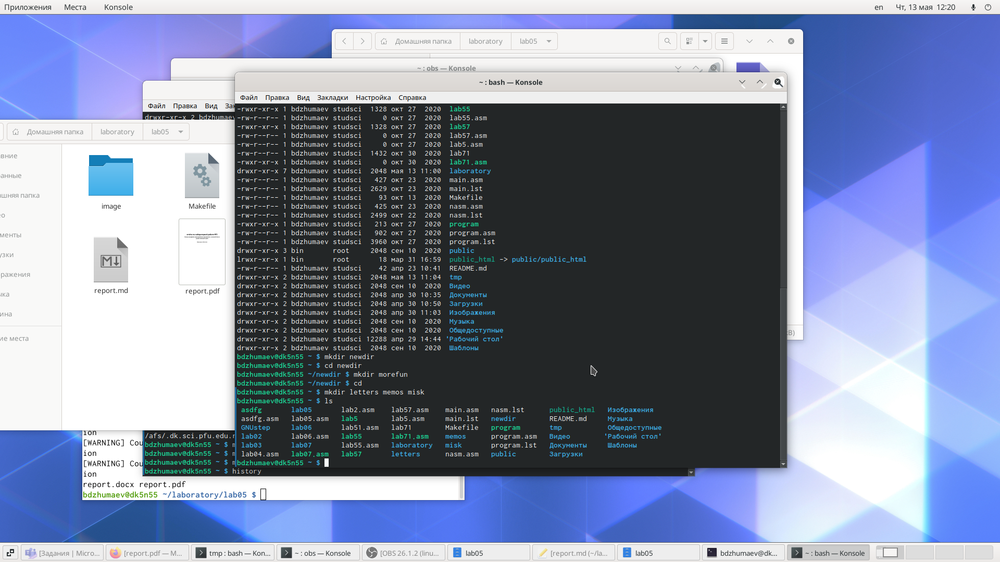 Приложения Места Konsole en Чт, 13 мая 12:20
Домашняя папка laboratory lab05
~ : obs — Konsole
~ : bash — Konsole
Файл Правка Вид Закладки Настройка Справка
Файл Правка Вид
drwxr-xr-x 2 bdzhumaev
Домашняя папка laboratory lab05
image
Makefile
report.md
report.pdf
-rwxr-xr-x 1 bdzhumaev studsci 1328 окт 27 2020 lab55
-rw-r--r-- 1 bdzhumaev studsci 0 окт 27 2020 lab55.asm
-rwxr-xr-x 1 bdzhumaev studsci 1328 окт 27 2020 lab57
-rw-r--r-- 1 bdzhumaev studsci 0 окт 27 2020 lab57.asm
-rw-r--r-- 1 bdzhumaev studsci 0 окт 27 2020 lab5.asm
-rw-r--r-- 1 bdzhumaev studsci 1432 окт 30 2020 lab71
-rwxr-xr-x 1 bdzhumaev studsci 0 окт 30 2020 lab71.asm
drwxr-xr-x 7 bdzhumaev studsci 2048 мая 13 11:00 laboratory
-rw-r--r-- 1 bdzhumaev studsci 427 окт 23 2020 main.asm
-rw-r--r-- 1 bdzhumaev studsci 2629 окт 23 2020 main.lst
-rw-r--r-- 1 bdzhumaev studsci 93 окт 13 2020 Makefile
-rw-r--r-- 1 bdzhumaev studsci 425 окт 23 2020 nasm.asm
-rw-r--r-- 1 bdzhumaev studsci 2499 окт 22 2020 nasm.lst
-rwxr-xr-x 1 bdzhumaev studsci 213 окт 27 2020 program
-rw-r--r-- 1 bdzhumaev studsci 902 окт 27 2020 program.asm
-rw-r--r-- 1 bdzhumaev studsci 3960 окт 27 2020 program.lst
drwxr-xr-x 3 bin root 2048 сен 10 2020 public
lrwxr-xr-x 1 bin root 18 мар 31 16:59 public_html -> public/public_html
-rw-r--r-- 1 bdzhumaev studsci 42 апр 23 10:41 README.md
drwxr-xr-x 2 bdzhumaev studsci 2048 мая 13 11:04 tmp
drwxr-xr-x 2 bdzhumaev studsci 2048 сен 10 2020 Видео
drwxr-xr-x 2 bdzhumaev studsci 2048 апр 30 10:35 Документы
drwxr-xr-x 2 bdzhumaev studsci 2048 апр 30 10:50 Загрузки
drwxr-xr-x 2 bdzhumaev studsci 2048 апр 30 11:03 Изображения
drwxr-xr-x 2 bdzhumaev studsci 2048 сен 10 2020 Музыка
drwxr-xr-x 2 bdzhumaev studsci 2048 сен 10 2020 Общедоступные
drwxr-xr-x 2 bdzhumaev studsci 12288 апр 29 14:44 'Рабочий стол'
drwxr-xr-x 2 bdzhumaev studsci 2048 сен 10 2020 Шаблоны
bdzhumaev@dk5n55 ~ $ mkdir newdir
bdzhumaev@dk5n55 ~ $ cd newdir
bdzhumaev@dk5n55 ~/newdir $ mkdir morefun
bdzhumaev@dk5n55 ~/newdir $ cd
bdzhumaev@dk5n55 ~ $ mkdir letters memos misk
bdzhumaev@dk5n55 ~ $ ls
asdfg lab05 lab2.asm lab57.asm main.asm nasm.lst public_html Изображения
asdfg.asm lab05.asm lab5 lab5.asm main.lst newdir README.md Музыка
GNUstep lab06 lab51.asm lab71 Makefile program tmp Общедоступные
lab02 lab06.asm lab55 lab71.asm memos program.asm Видео 'Рабочий стол'
lab03 lab07 lab55.asm laboratory misk program.lst Документы Шаблоны
lab04.asm lab07.asm lab57 letters nasm.asm public Загрузки
bdzhumaev@dk5n55 ~ $
/afs/.dk.sci.pfu.edu.r
bdzhumaev@dk5n55 ~ $ m
bdzhumaev@dk5n55 ~ $ m
bdzhumaev@dk5n55 ~ $ m
bdzhumaev@dk5n55 ~ $ history
ion
[WARNING] Cou
ion
[WARNING] Cou
ion
report.docx report.pdf
bdzhumaev@dk5n55 ~/laboratory/lab05 $
[Задания | Micro... [report.pdf — M... tmp : bash — Kon... ~ : obs — Konsole [OBS 26.1.2 (linu... lab05 [report.md (~/la... lab05 bdzhumaev@dk... ~ : bash — Konsole